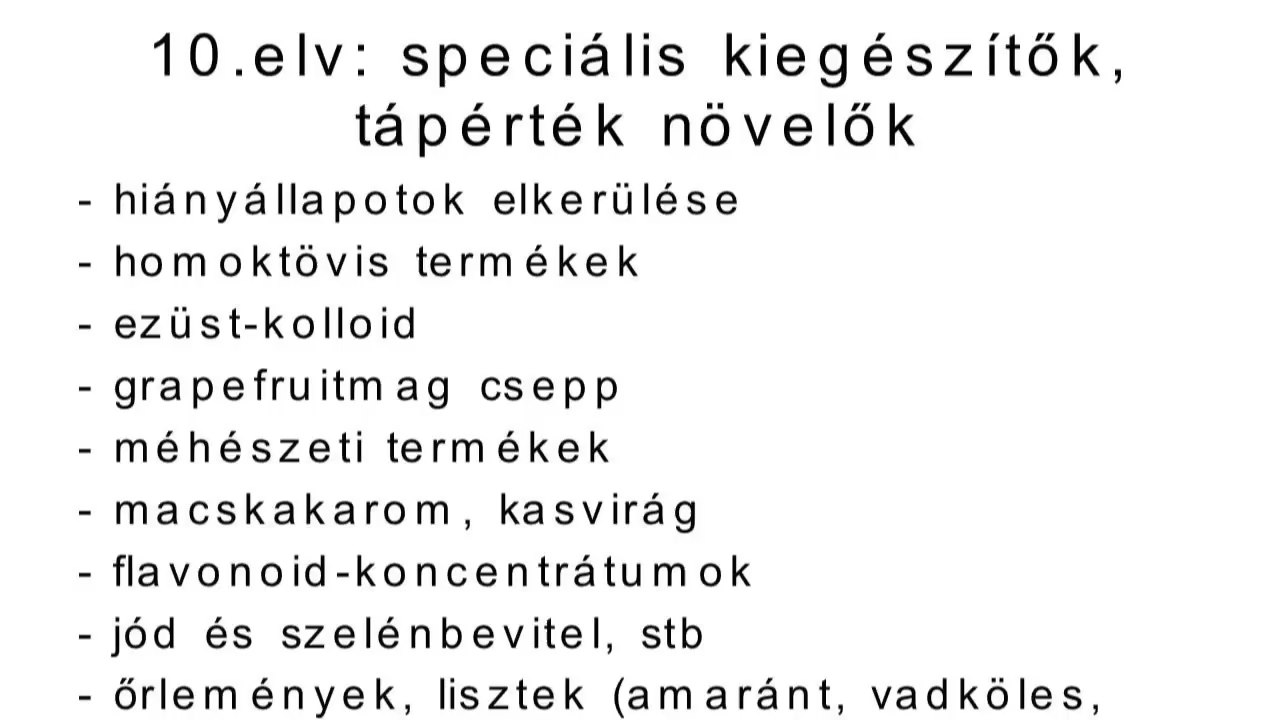 10.elv: speciális kiegészítők,
tápérték növelők
- hiányállapotok elkerülése
- homoktövis termékek
- ezüst-kolloid
- grapefruitmag csepp
- méhészeti termékek
- macskakarom, kasvirág
- flavonoid-koncentrátumok
- jód és szelénbevitel, stb
- őrlemények, lisztek (amaránt, vadköles,